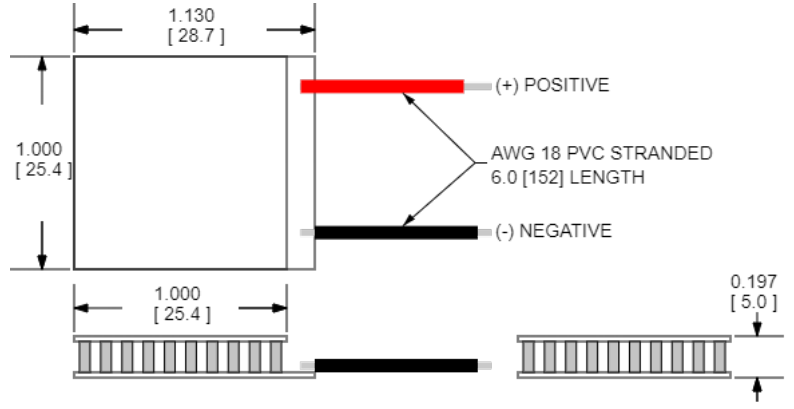 1.130
[ 28.7 ]
(+) POSITIVE
1.000
[ 25.4 ]
AWG 18 PVC STRANDED
6.0 [152] LENGTH
(-) NEGATIVE
1.000
[ 25.4 ]
0.197
[ 5.0 ]